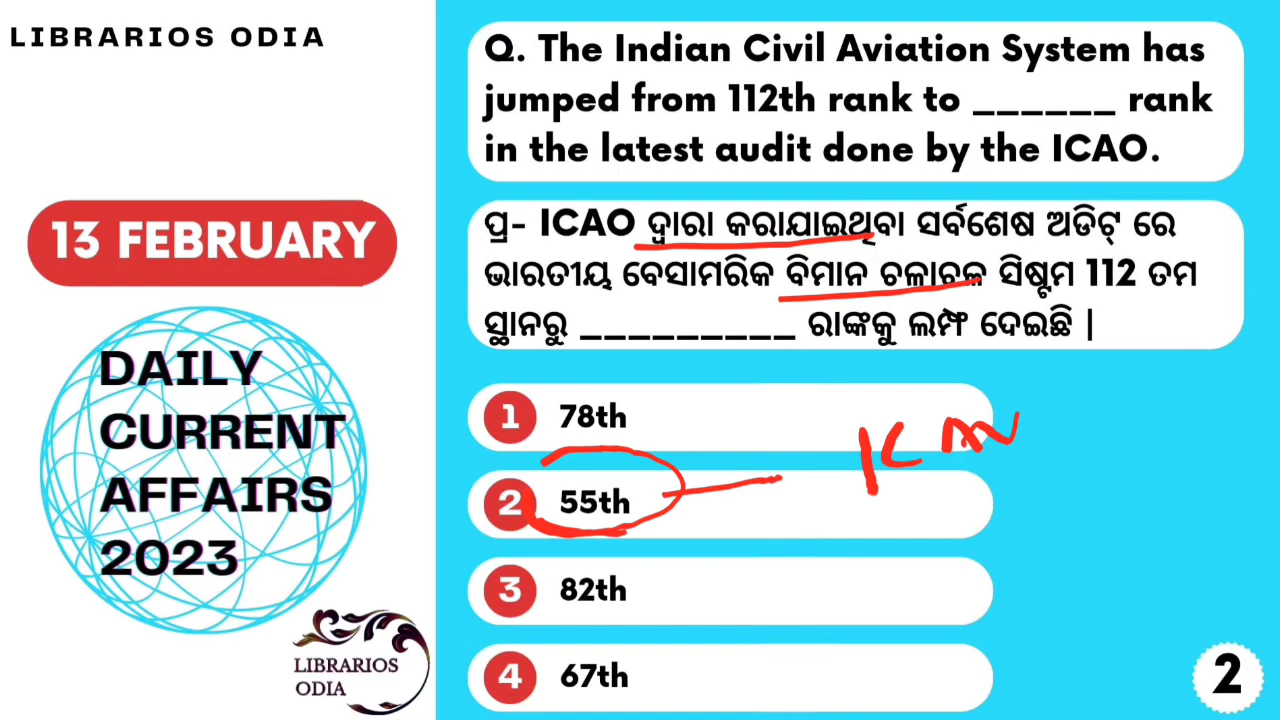 LIBRARIOS ODIA
13 FEBRUARY
DAILY
CURRENT
AFFAIRS
2023
LIBRARIOS
ODIA
Q. The Indian Civil Aviation System has
jumped from 112th rank to ______ rank
in the latest audit done by the ICAO.
ପ୍ର- ICAO ଦ୍ୱାରା କରାଯାଇଥିବା ସର୍ବଶେଷ ଅଡିଟ୍ ରେ
ଭାରତୀୟ ବେସାମରିକ ବିମାନ ଚଳାଚଳ ସିଷ୍ଟମ 112 ତମ
ସ୍ଥାନରୁ _________ ରାଙ୍କକୁ ଲମ୍ଫ ଦେଇଛି |
1 78th
2 55th
3 82th
4 67th
2